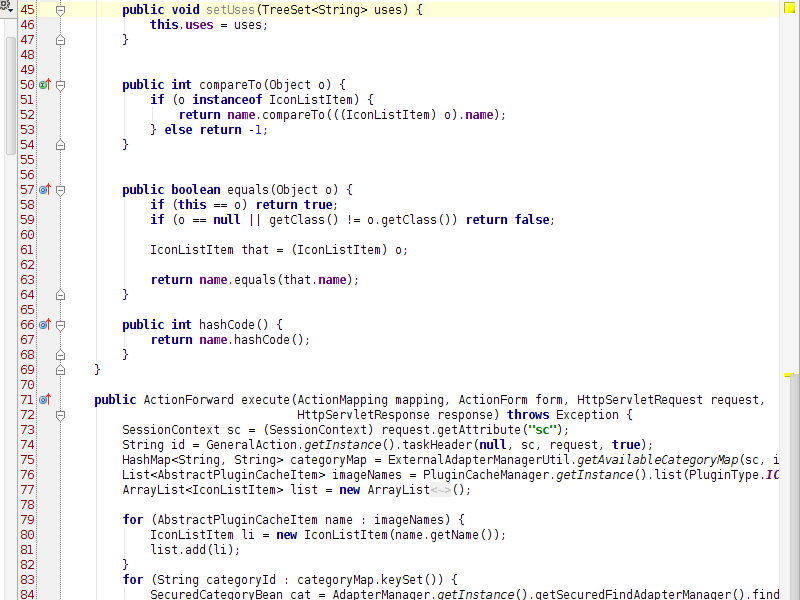 45 public void setUses(TreeSet<String> uses) {
46 this.uses = uses;
47 }
48
49
50 public int compareTo(Object o) {
51 if (o instanceof IconListItem) {
52 return name.compareTo(((IconListItem) o).name);
53 } else return -1;
54 }
55
56
57 public boolean equals(Object o) {
58 if (this == o) return true;
59 if (o == null || getClass() != o.getClass()) return false;
60
61 IconListItem that = (IconListItem) o;
62
63 return name.equals(that.name);
64 }
65
66 public int hashCode() {
67 return name.hashCode();
68 }
69 }
70
71 public ActionForward execute(ActionMapping mapping, ActionForm form, HttpServletRequest request,
72 HttpServletResponse response) throws Exception {
73 SessionContext sc = (SessionContext) request.getAttribute("sc");
74 String id = GeneralAction.getInstance().taskHeader(null, sc, request, true);
75 HashMap<String, String> categoryMap = ExternalAdapterManagerUtil.getAvailableCategoryMap(sc, i
76 List<AbstractPluginCacheItem> imageNames = PluginCacheManager.getInstance().list(PluginType.IC
77 ArrayList<IconListItem> list = new ArrayList<~>();
78
79 for (AbstractPluginCacheItem name : imageNames) {
80 IconListItem li = new IconListItem(name.getName());
81 list.add(li);
82 }
83 for (String categoryId : categoryMap.keySet()) {
84 SecuredCategoryBean cat = AdapterManager.getInstance().getSecuredFindAdapterManager().find